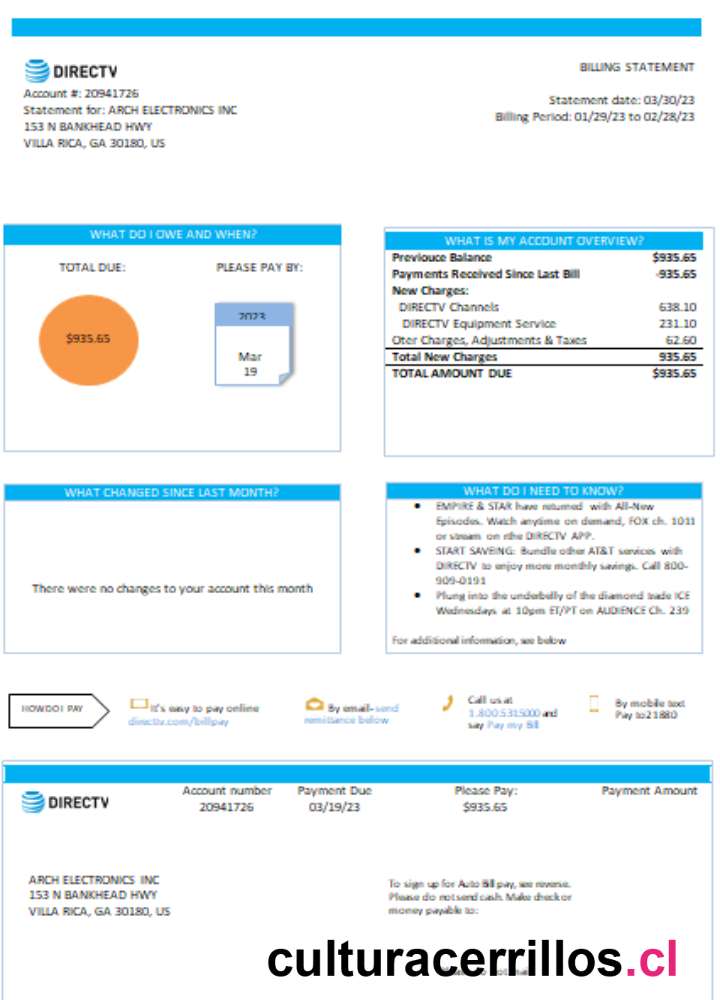 DIRECTV
Account #: 20941726
Statement for: ARCH ELECTRONICS INC
153 N BANKHEAD HWY
VILLA RICA, GA 30180, US
BILLING STATEMENT
Statement date: 03/30/23
Billing Period: 01/29/23 to 02/28/23
WHAT DO I OWE AND WHEN?
TOTAL DUE:
PLEASE PAY BY:
$935.65
2023
Mar
19
WHAT IS MY ACCOUNT OVERVIEW?
Previouce Balance $935.65
Payments Received Since Last Bill -935.65
New Charges:
DIRECTV Channels 638.10
DIRECTV Equipment Service 231.10
Oter Charges, Adjustments & Taxes 62.60
Total New Charges 935.65
TOTAL AMOUNT DUE $935.65
WHAT CHANGED SINCE LAST MONTH?
There were no changes to your account this month
WHAT DO I NEED TO KNOW?
• EMPIRE & STAR have returned with All-New
Episodes. Watch anytime on demand, FOX ch. 1011
or stream on nthe DIRECTV APP.
• START SAVEING: Bundle other AT&T services with
DIRECTV to enjoy more monthly savings. Call 800-
909-0191
• Plung into the underbelly of the diamond trade ICE
Wednesdays at 10pm ET/PT on AUDIENCE Ch. 239
For additional information, see below
HOW DO I PAY
It's easy to pay online
directv.com/billpay
By email-send
remittance below
Call us at
1.800.5315000 and
say Pay my Bill
By mobile text
Pay to 21880
DIRECTV
Account number
20941726
Payment Due
03/19/23
Please Pay:
$935.65
Payment Amount
ARCH ELECTRONICS INC
153 N BANKHEAD HWY
VILLA RICA, GA 30180, US
To sign up for Auto Bill pay, see reverse.
Please do not send cash. Make check or
money payable to:
culturacerrillos.cl